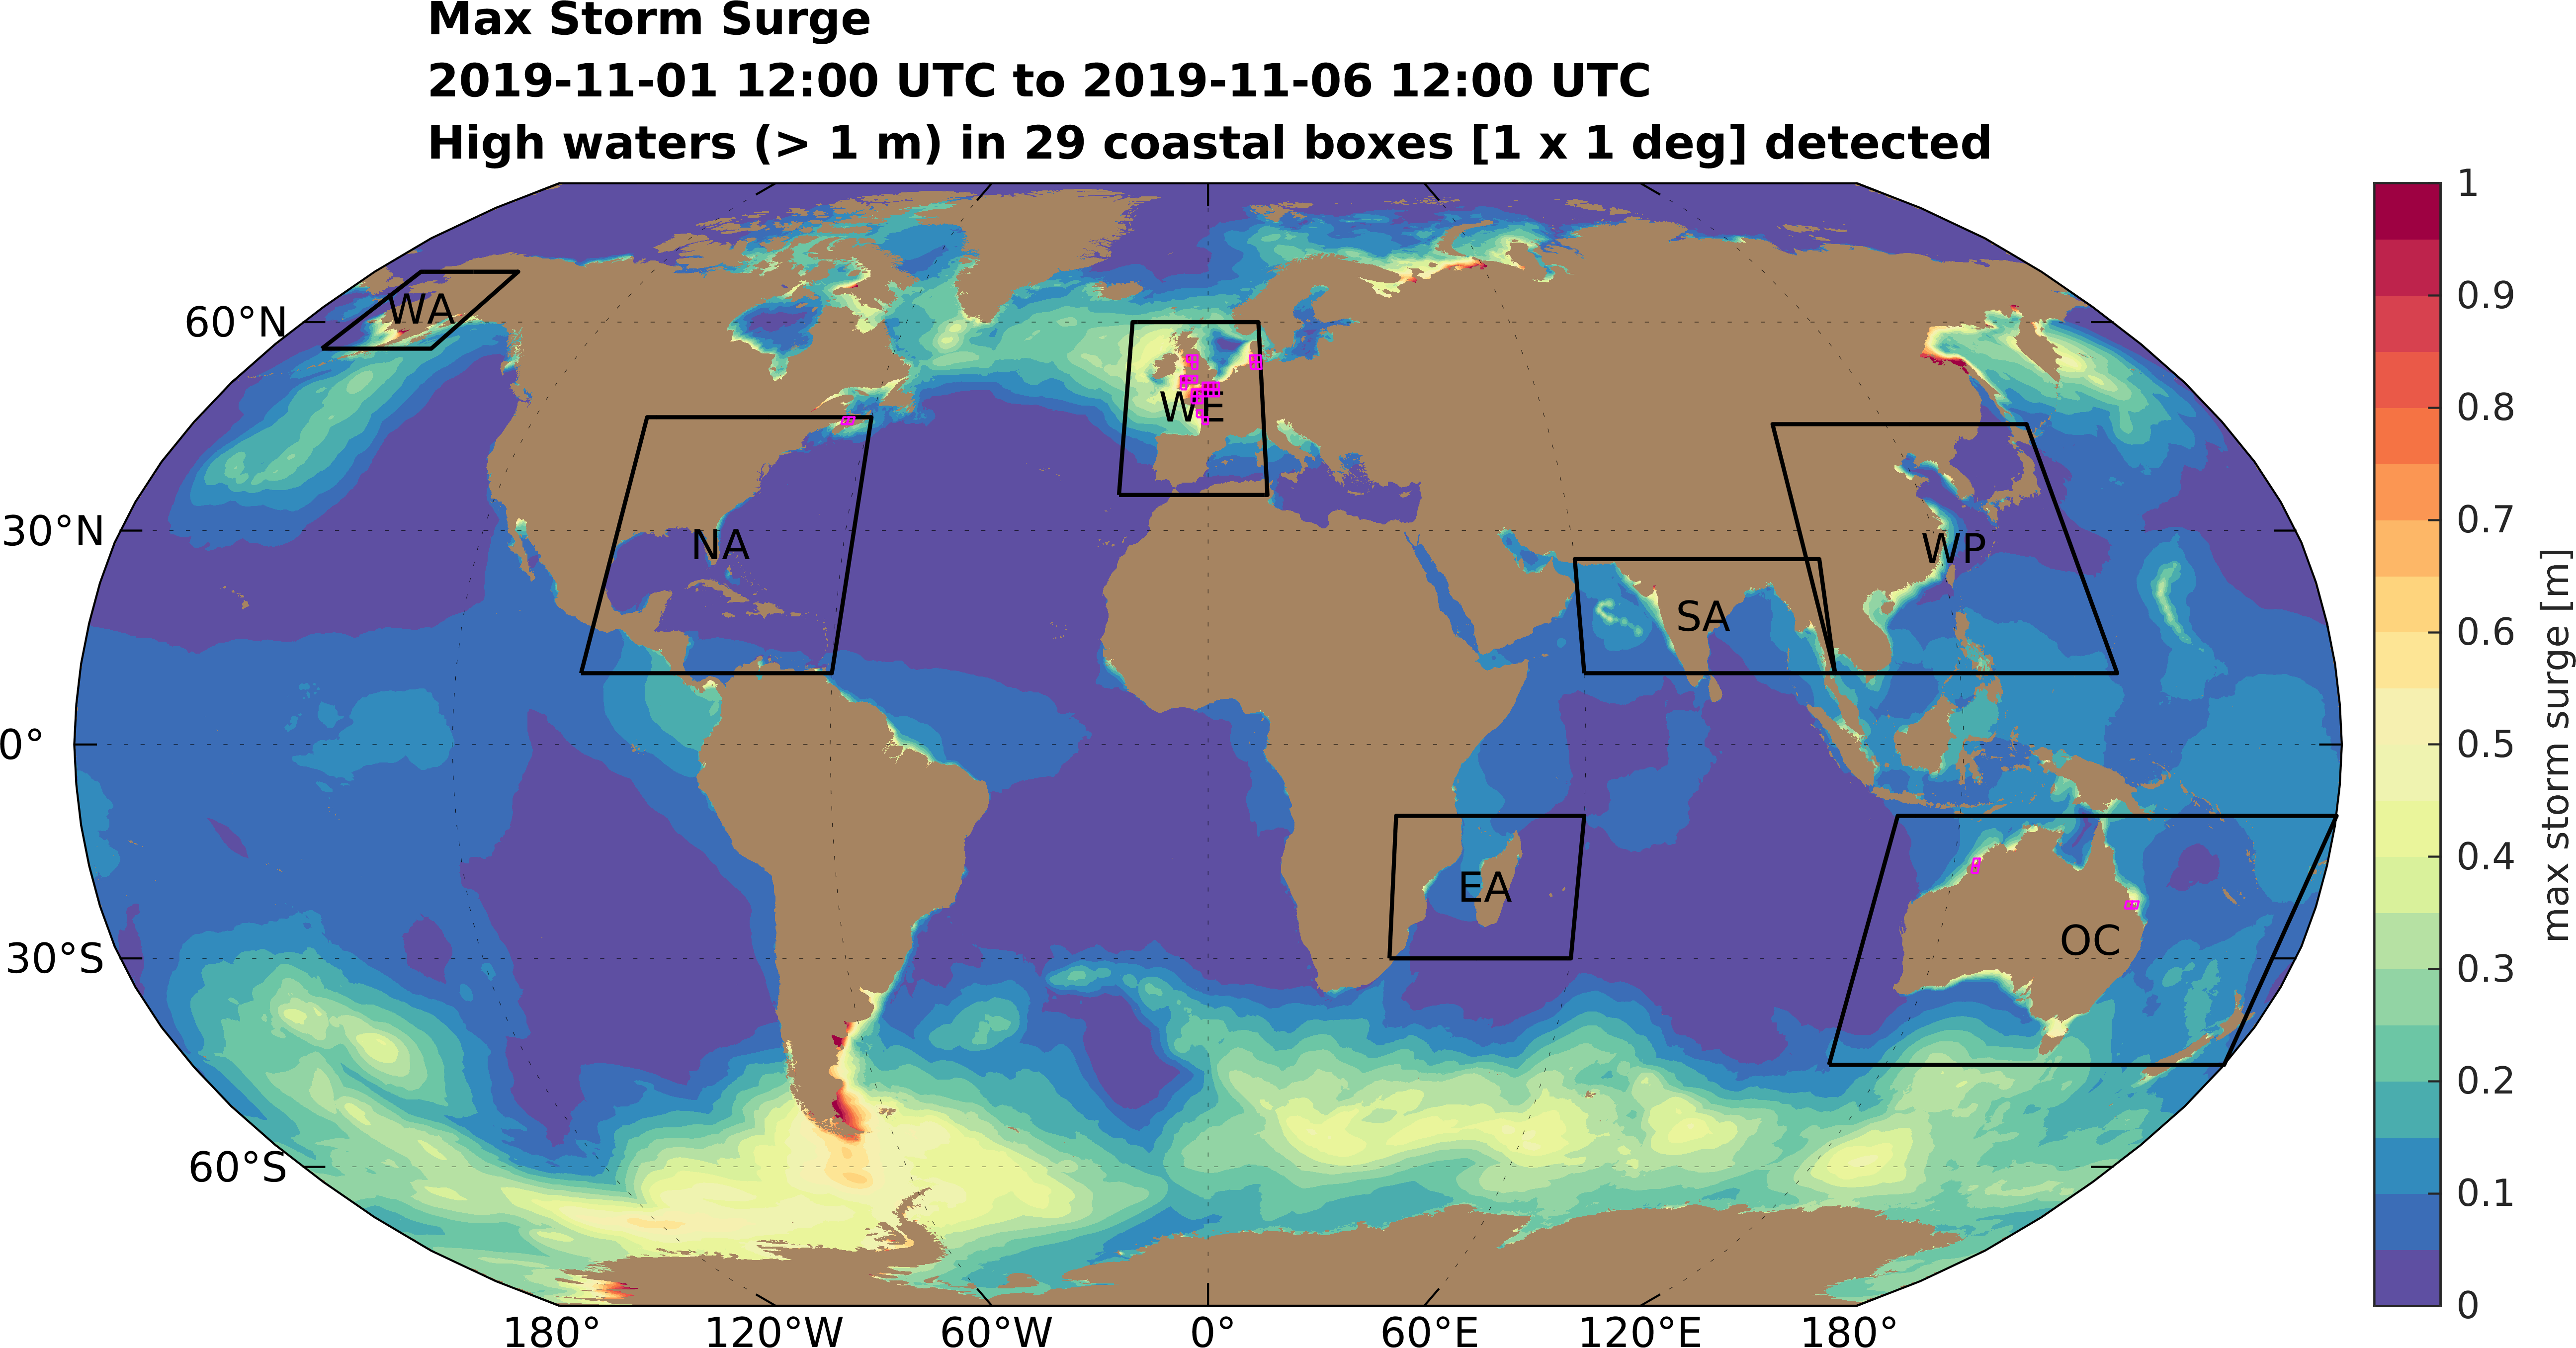 Max Storm Surge
2019-11-01 12:00 UTC to 2019-11-06 12:00 UTC
High waters (> 1 m) in 29 coastal boxes [1 x 1 deg] detected
60°N
30°N
0°
30°S
60°S
WA
NA
WE
SA
WP
EA
OC
180°
120°W
60°W
0°
60°E
120°E
180°
1
0.9
0.8
0.7
0.6
0.5
0.4
0.3
0.2
0.1
0
max storm surge [m]